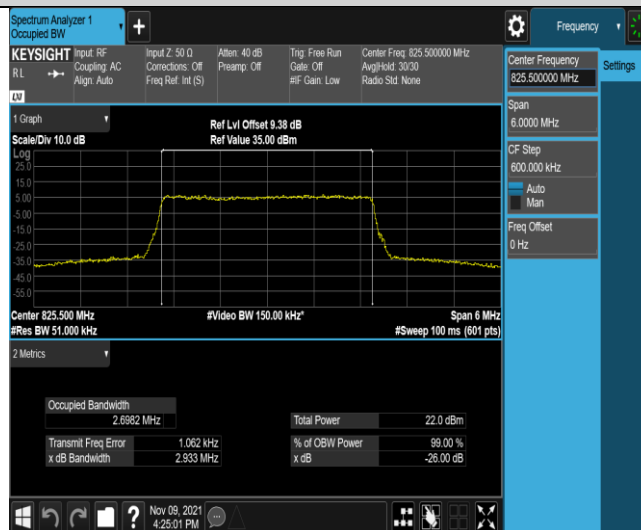 Spectrum Analyzer 1
Occupied BW
Frequency
KEYSIGHT
RL
LXI
Input: RF
Coupling: AC
Align: Auto
Input Z: 50 Ω
Corrections: Off
Freq Ref: Int (S)
Atten: 40 dB
Preamp: Off
Trig: Free Run
Gate: Off
#IF Gain: Low
Center Freq: 825.500000 MHz
Avg|Hold: 30/30
Radio Std: None
Center Frequency
825.500000 MHz
Settings
Span
6.0000 MHz
CF Step
600.000 kHz
Auto
Man
Freq Offset
0 Hz
1 Graph
Scale/Div 10.0 dB
Ref Lvl Offset 9.38 dB
Ref Value 35.00 dBm
Log
25.0
15.0
5.00
-5.00
-15.0
-25.0
-35.0
-45.0
-55.0
Center 825.500 MHz
#Video BW 150.00 kHz*
Span 6 MHz
#Res BW 51.000 kHz
#Sweep 100 ms (601 pts)
2 Metrics
Occupied Bandwidth
2.6982 MHz
Total Power 22.0 dBm
Transmit Freq Error 1.062 kHz
% of OBW Power 99.00 %
x dB Bandwidth 2.933 MHz
x dB -26.00 dB
Nov 09, 2021
4:25:01 PM